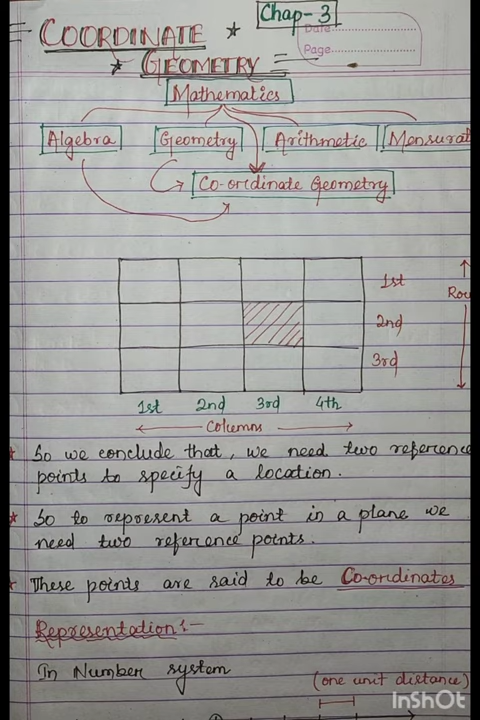 Chap-3
COORDINATE
GEOMETRY
Date
Page
Mathematics
Algebra Geometry Arithmetic Mensurat
Co-ordinate Geometry
1st
2nd
3rd
Rou
1st 2nd 3rd 4th
Columns
So we conclude that, we need two reference
points to specify a location.
So to represent a point in a plane we
need two reference points.
These points are said to be Co-ordinates
Representation:-
In Number system
(one unit distance)
InShOt